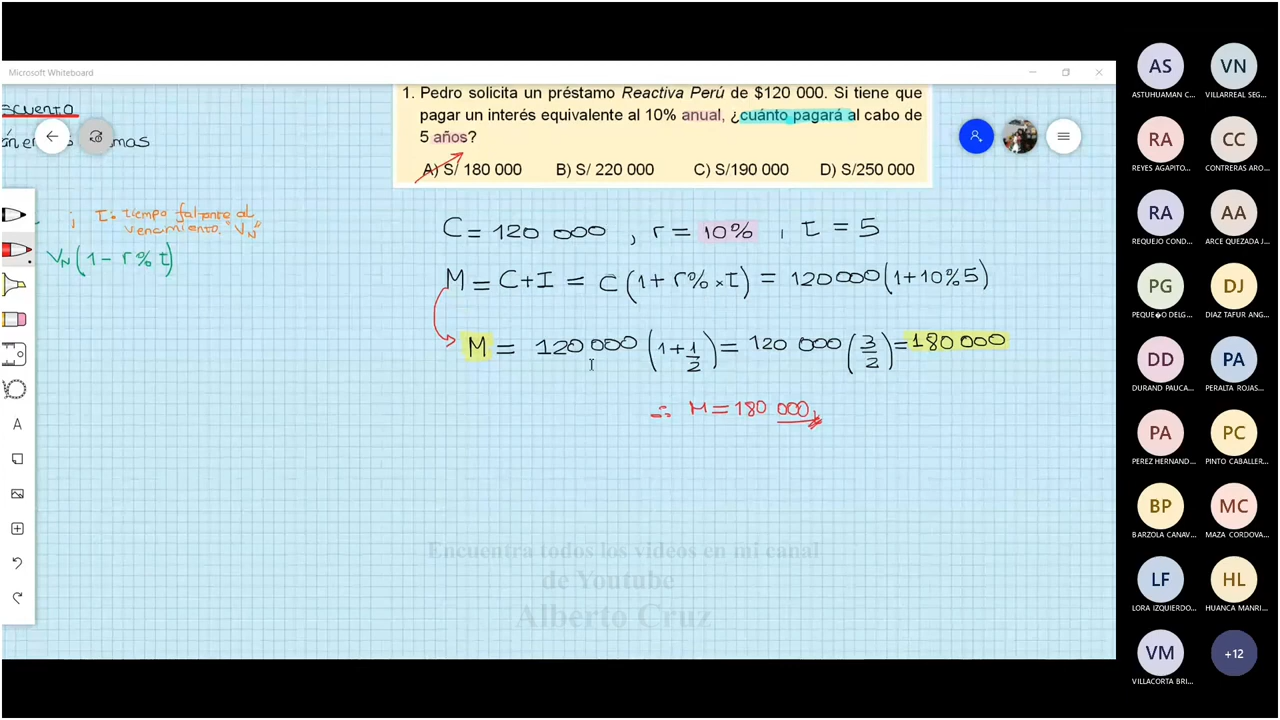 Microsoft Whiteboard
scuento
mas
; t: tiempo faltante al
vencimiento. "VN"
VN(1 - r% t)
1. Pedro solicita un préstamo Reactiva Perú de $120 000. Si tiene que
pagar un interés equivalente al 10% anual, ¿cuánto pagará al cabo de
5 años?
A) S/ 180 000 B) S/ 220 000 C) S/190 000 D) S/250 000
C = 120 000 , r = 10% , t = 5
M = C+I = C(1+r%×t) = 120000(1+10%5)
M = 120 000 (1+1/2) = 120 000 (3/2) = 180 000
∴ M = 180 000
Encuentra todos los videos en mi canal
de Youtube
Alberto Cruz
AS
ASTUHUAMAN C...
VN
VILLARREAL SEG...
RA
REYES AGAPITO...
CC
CONTRERAS ARO...
RA
REQUEJO COND...
AA
ARCE QUEZADA J...
PG
PEQUE�O DELG...
DJ
DIAZ TAFUR ANG...
DD
DURAND PAUCA...
PA
PERALTA ROJAS...
PA
PEREZ HERNAND...
PC
PINTO CABALLER...
BP
BARZOLA CANAV...
MC
MAZA CORDOVA...
LF
LORA IZQUIERDO...
HL
HUANCA MANRI...
VM
VILLACORTA BRI...
+12